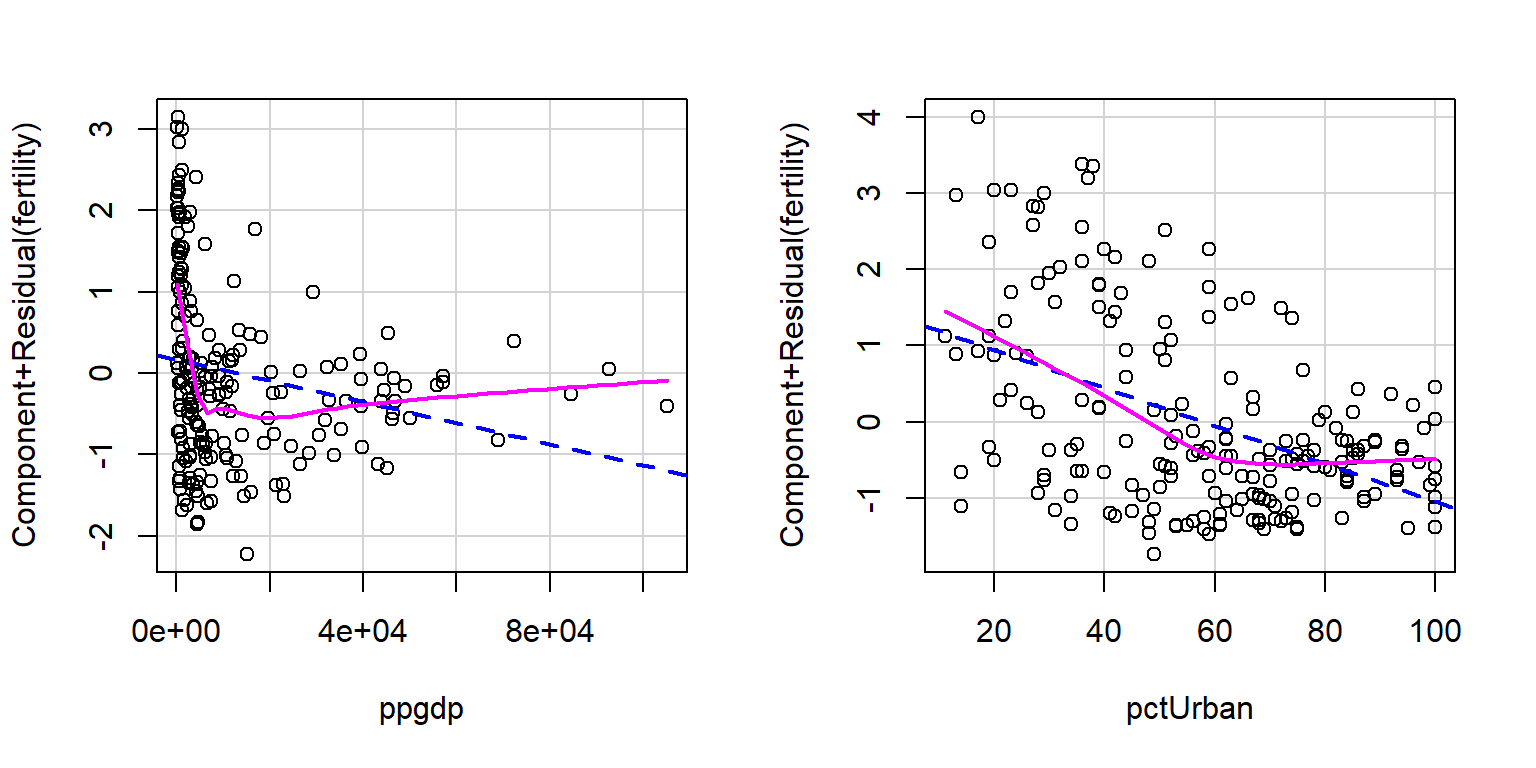 Component+Residual(fertility)
3
2
1
0
-1
-2
0e+00 4e+04 8e+04
ppgdp
Component+Residual(fertility)
4
3
2
1
0
-1
20 40 60 80 100
pctUrban